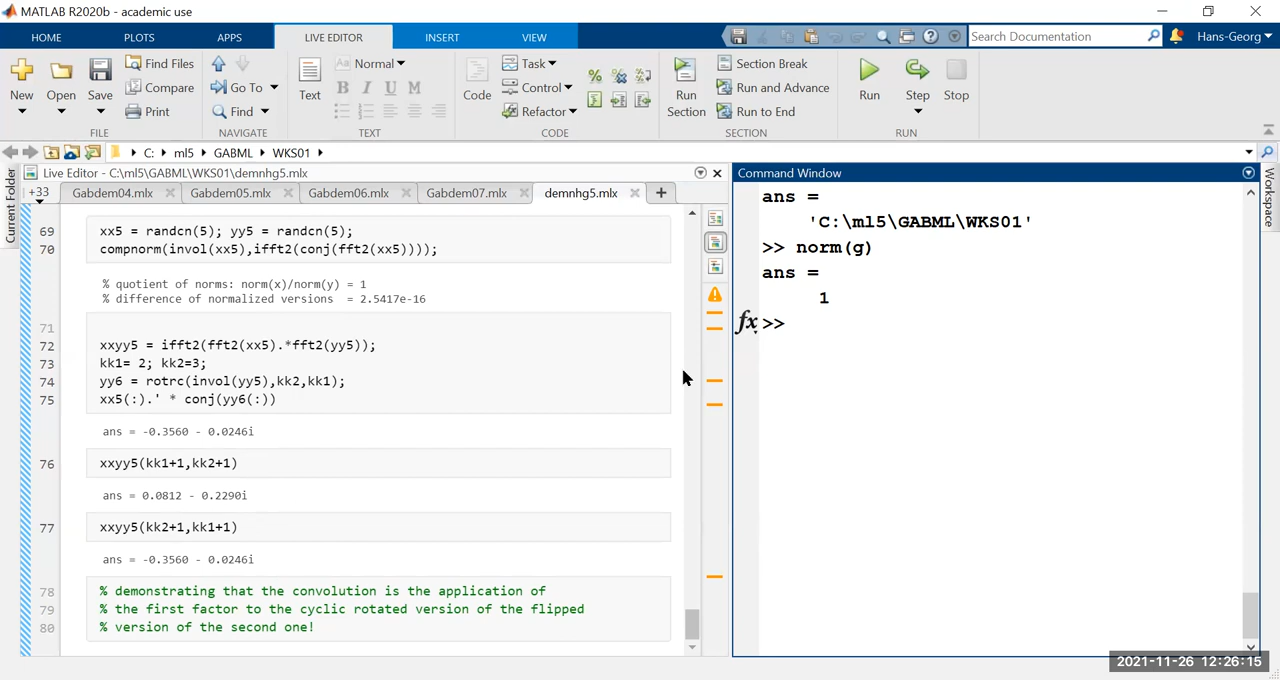 MATLAB R2020b - academic use
HOME PLOTS APPS LIVE EDITOR INSERT VIEW Search Documentation Hans-Georg
New Open Save Find Files Compare Print Go To Find Text Aa Normal B I U M Code Task Control Refactor Run Section Section Break Run and Advance Run to End Run Step Stop
FILE NAVIGATE TEXT CODE SECTION RUN
C: ml5 GABML WKS01
Current Folder
Live Editor - C:\ml5\GABML\WKS01\demnhg5.mlx
+33 Gabdem04.mlx Gabdem05.mlx Gabdem06.mlx Gabdem07.mlx demnhg5.mlx
69 xx5 = randcn(5); yy5 = randcn(5);
70 compnorm(invol(xx5),ifft2(conj(fft2(xx5))));
% quotient of norms: norm(x)/norm(y) = 1
% difference of normalized versions = 2.5417e-16
71
72 xxyy5 = ifft2(fft2(xx5).*fft2(yy5));
73 kk1= 2; kk2=3;
74 yy6 = rotrc(invol(yy5),kk2,kk1);
75 xx5(:).' * conj(yy6(:))
ans = -0.3560 - 0.0246i
76 xxyy5(kk1+1,kk2+1)
ans = 0.0812 - 0.2290i
77 xxyy5(kk2+1,kk1+1)
ans = -0.3560 - 0.0246i
78 % demonstrating that the convolution is the application of
79 % the first factor to the cyclic rotated version of the flipped
80 % version of the second one!
Command Window
ans =
'C:\ml5\GABML\WKS01'
>> norm(g)
ans =
1
fx >>
Workspace
2021-11-26 12:26:15